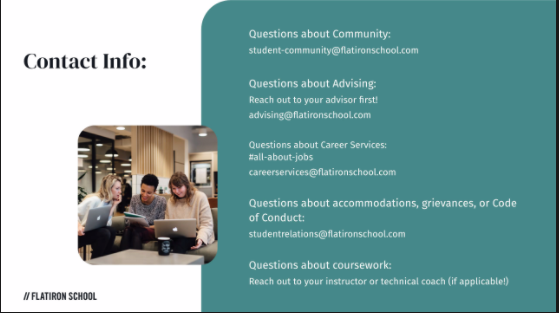 Contact Info:
Questions about Community:
student-community@flatironschool.com
Questions about Advising:
Reach out to your advisor first!
advising@flatironschool.com
Questions about Career Services:
#all-about-jobs
careerservices@flatironschool.com
Questions about accommodations, grievances, or Code
of Conduct:
studentrelations@flatironschool.com
Questions about coursework:
Reach out to your instructor or technical coach (if applicable!)
// FLATIRON SCHOOL